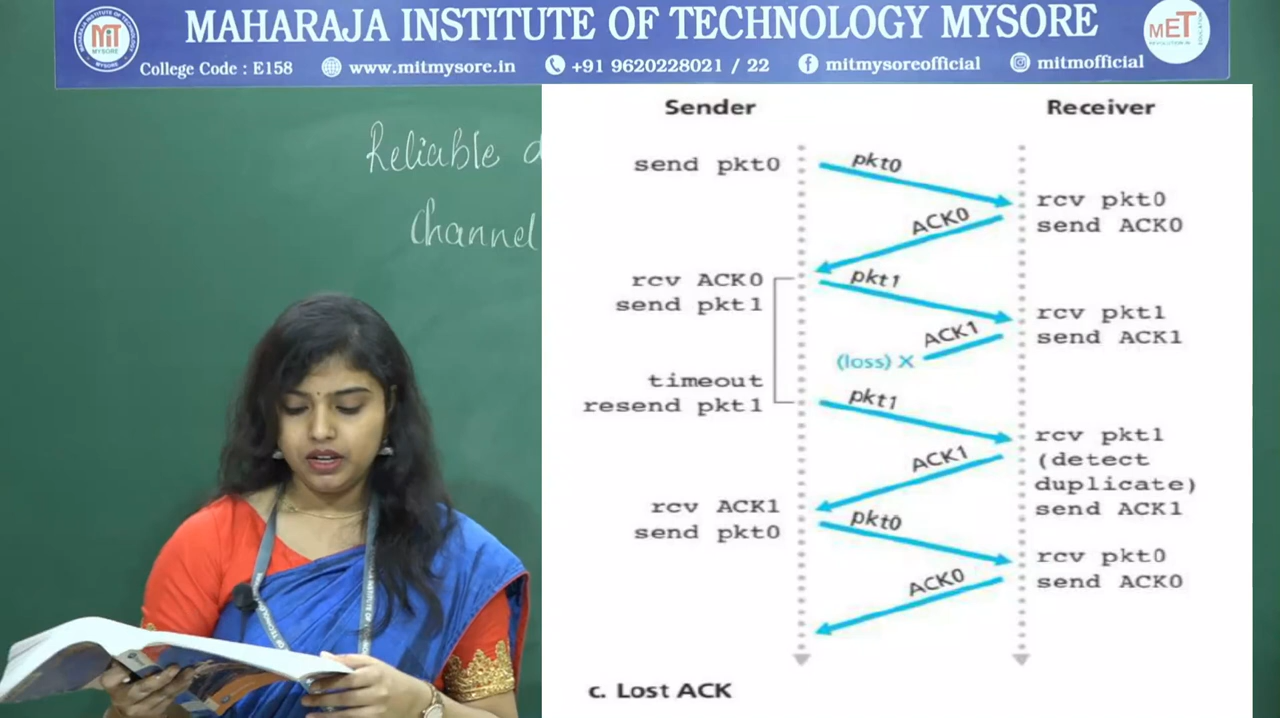 MAHARAJA INSTITUTE OF TECHNOLOGY MYSORE
MiT
MYSORE
MET
College Code : E158 www.mitmysore.in +91 9620228021 / 22 mitmysoreofficial mitmofficial
Reliable d
Channel
Sender Receiver
send pkt0 pkt0
rcv pkt0
ACK0 send ACK0
rcv ACK0 pkt1
send pkt1
rcv pkt1
ACK1 send ACK1
(loss) X
timeout
resend pkt1 pkt1
rcv pkt1
ACK1 (detect
duplicate)
rcv ACK1 send ACK1
send pkt0 pkt0
rcv pkt0
ACK0 send ACK0
c. Lost ACK